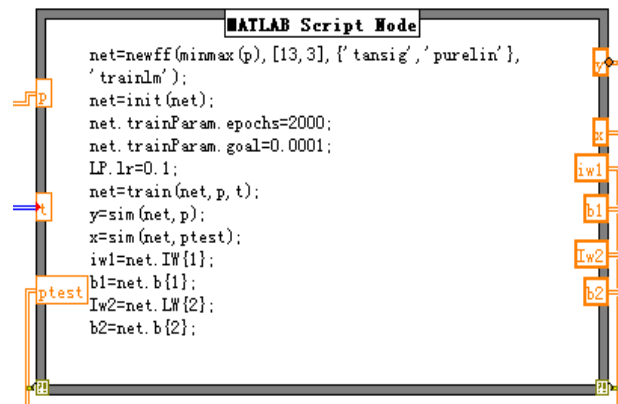 MATLAB Script Node
net=newff(minmax(p),[13,3],{'tansig','purelin'},
'trainlm');
net=init(net);
net.trainParam.epochs=2000;
net.trainParam.goal=0.0001;
LP.lr=0.1;
net=train(net,p,t);
y=sim(net,p);
x=sim(net,ptest);
iw1=net.IW{1};
b1=net.b{1};
Iw2=net.LW{2};
b2=net.b{2};
p
t
ptest
y
x
iw1
b1
Iw2
b2
?!
?!